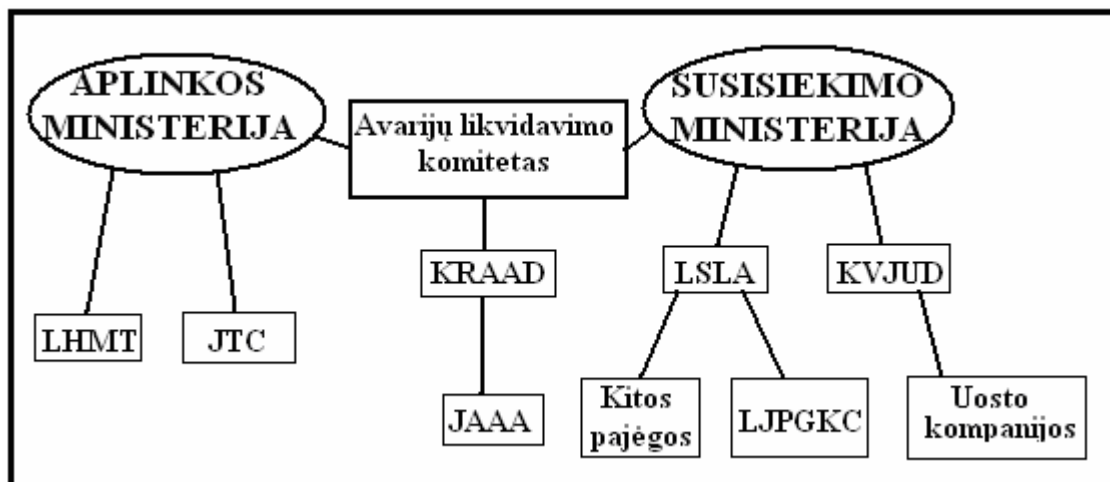 APLINKOS
MINISTERIJA
Avarijų likvidavimo
komitetas
SUSISIEKIMO
MINISTERIJA
KRAAD
LSLA
KVJUD
LHMT
JTC
JAAA
Kitos
pajėgos
LJPGKC
Uosto
kompanijos